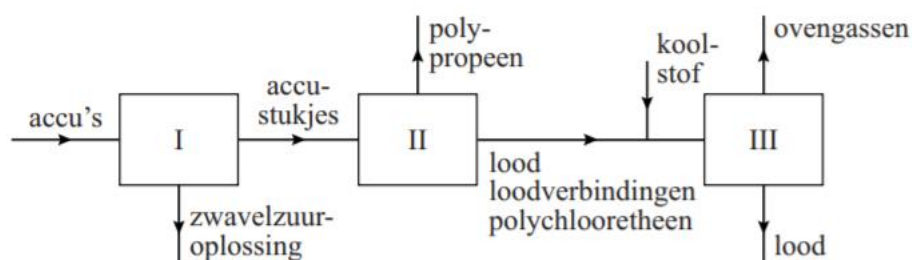 accu's
I
zwavelzuur-
oplossing
accu-
stukjes
II
poly-
propeen
lood
loodverbindingen
polychlooretheen
kool-
stof
III
ovengassen
lood